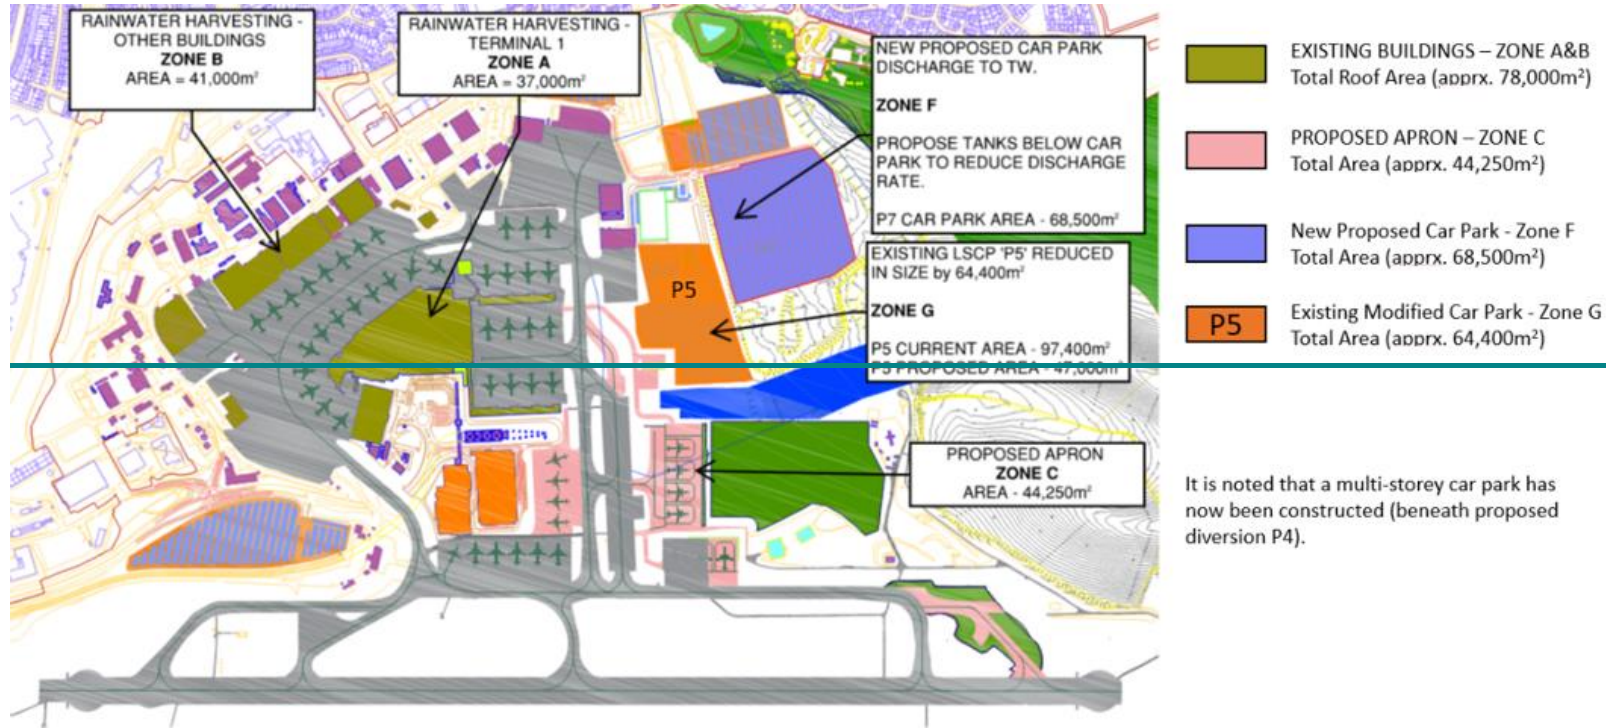 RAINWATER HARVESTING -
OTHER BUILDINGS
ZONE B
AREA = 41,000m²
RAINWATER HARVESTING -
TERMINAL 1
ZONE A
AREA = 37,000m²
NEW PROPOSED CAR PARK
DISCHARGE TO TW.
ZONE F
PROPOSE TANKS BELOW CAR
PARK TO REDUCE DISCHARGE
RATE.
P7 CAR PARK AREA - 68,500m²
EXISTING LSCP 'P5' REDUCED
IN SIZE by 64,400m²
ZONE G
P5 CURRENT AREA - 97,400m²
P5 PROPOSED AREA - 47,000m²
P5
PROPOSED APRON
ZONE C
AREA - 44,250m²
EXISTING BUILDINGS – ZONE A&B
Total Roof Area (apprx. 78,000m²)
PROPOSED APRON – ZONE C
Total Area (apprx. 44,250m²)
New Proposed Car Park - Zone F
Total Area (apprx. 68,500m²)
P5
Existing Modified Car Park - Zone G
Total Area (apprx. 64,400m²)
It is noted that a multi-storey car park has
now been constructed (beneath proposed
diversion P4).